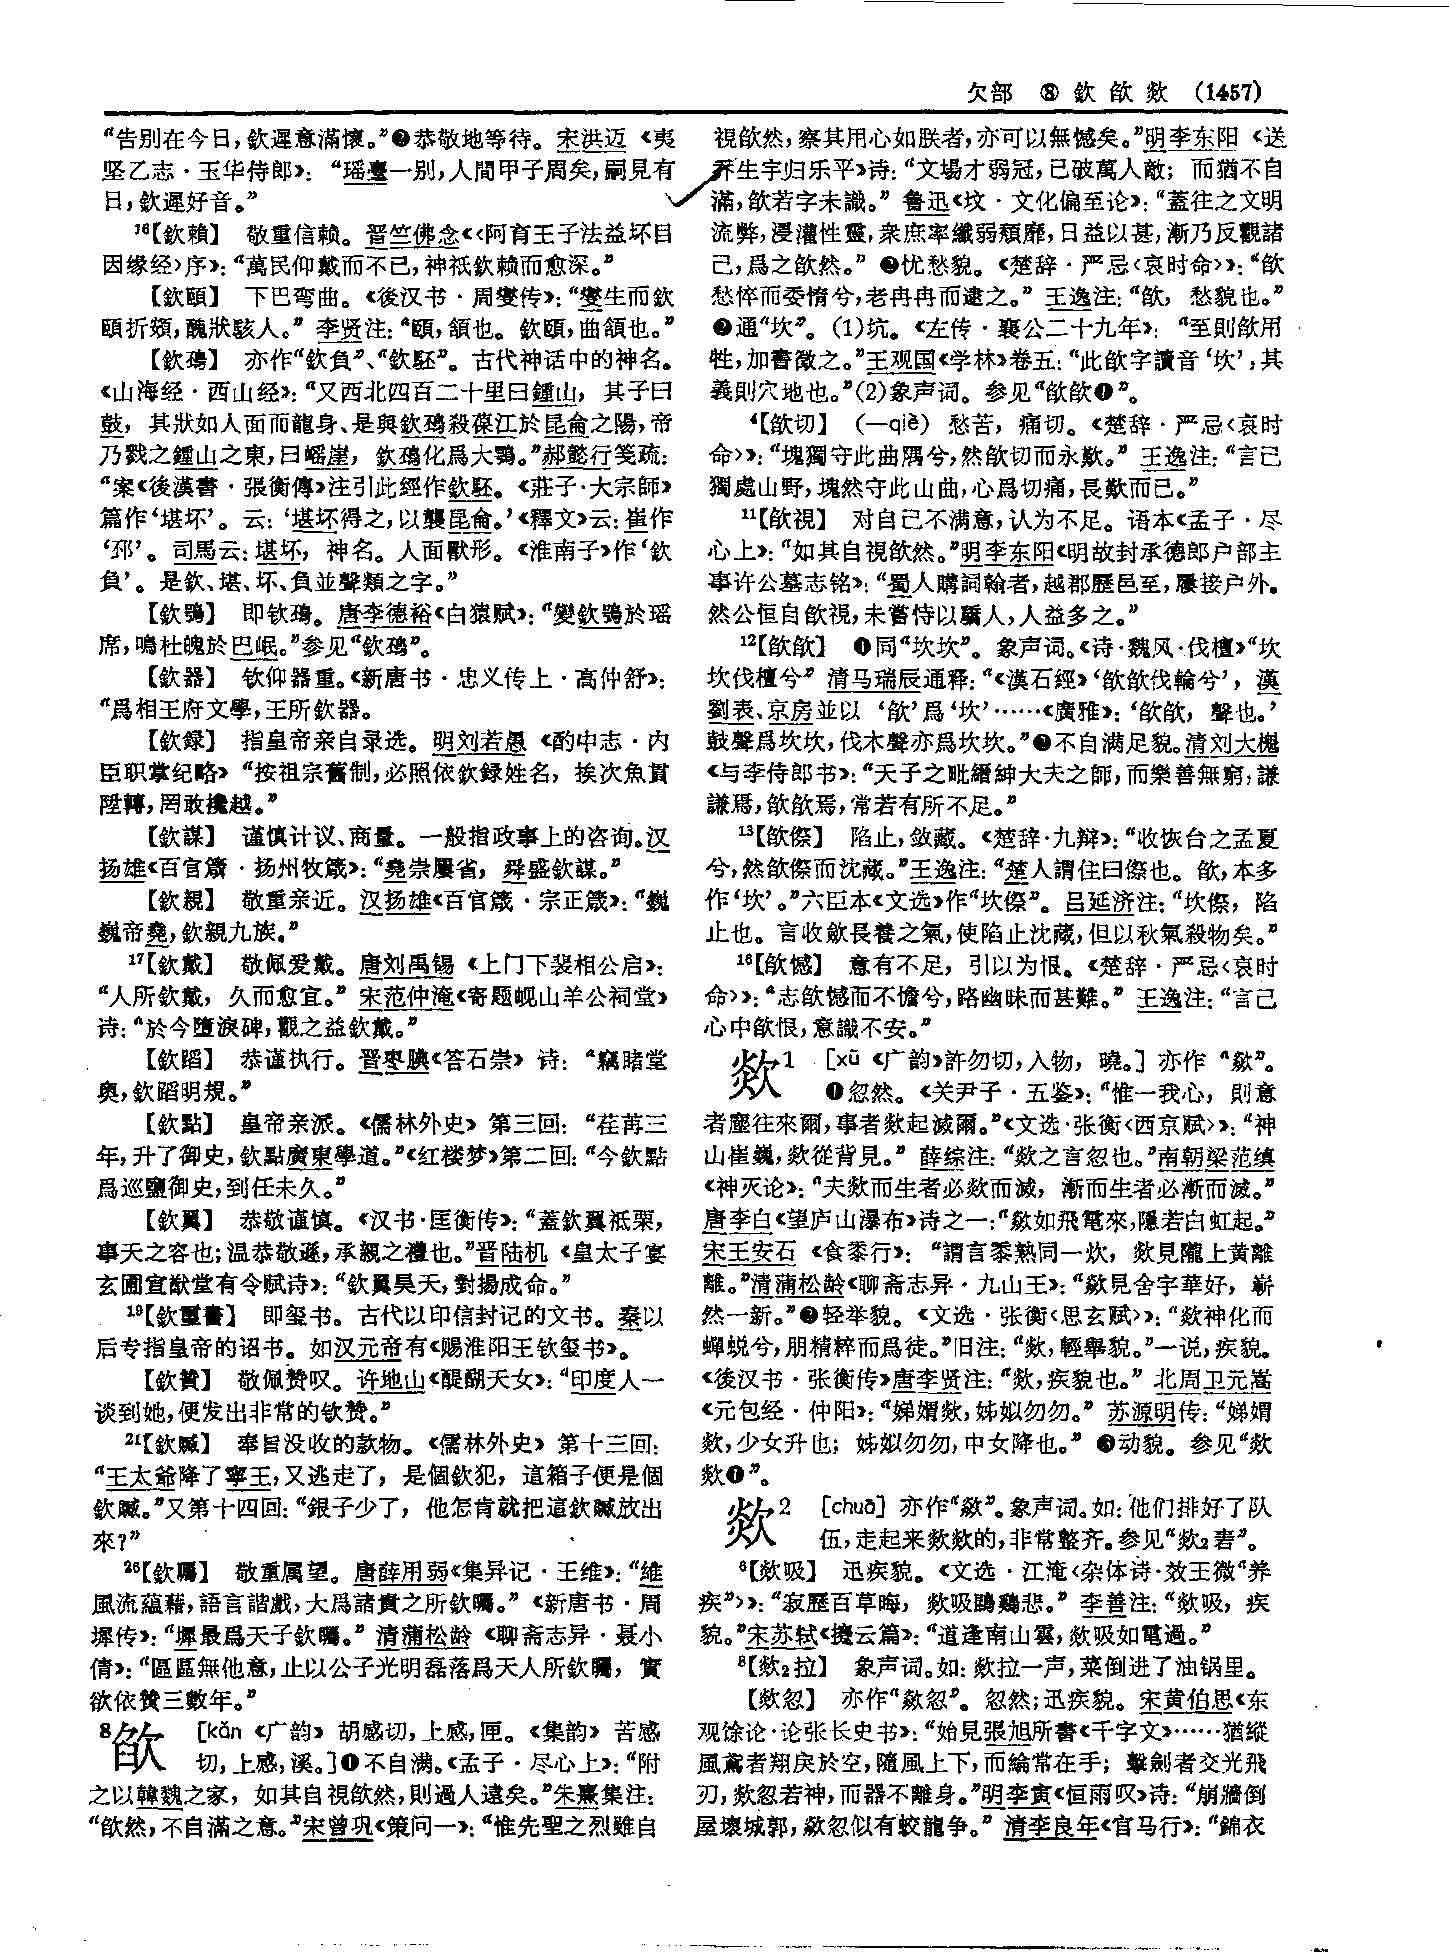 欠部 ⑧ 欽 欿 欻 (1457)
“告别在今日，欽遲意滿懷。”❷恭敬地等待。宋洪迈《夷
坚乙志·玉华侍郎》：“瑶臺一别，人間甲子周矣，嗣見有
日，欽遲好音。”
16【欽賴】 敬重信赖。晋竺佛念《〈阿育王子法益坏目
因缘经〉序》：“萬民仰戴而不已，神祇欽賴而愈深。”
【欽頤】 下巴弯曲。《後汉书·周燮传》：“燮生而欽
頤折頞，醜狀駭人。” 李贤注：“頤，頷也。欽頤，曲頷也。”
【欽䲹】 亦作“欽負”、“欽駓”。古代神话中的神名。
《山海经·西山经》：“又西北四百二十里曰鍾山，其子曰
鼓，其狀如人面而龍身、是與欽䲹殺葆江於昆侖之陽，帝
乃戮之鍾山之東，曰㟙崖，欽䲹化爲大鶚。”郝懿行笺疏：
“案《後漢書·張衡傳》注引此經作欽駓。《莊子·大宗師》
篇作‘堪坏’。云：‘堪坏得之，以襲昆侖。’《釋文》云：崔作
‘邳’。司馬云：堪坏，神名。人面獸形。《淮南子》作‘欽
負’。是欽、堪、坏、負並聲類之字。”
【欽鵶】 即钦䲹。唐李德裕《白猿赋》：“變欽鵶於瑶
席，鳴杜魄於巴岷。”参见“欽䲹”。
【欽器】 钦仰器重。《新唐书·忠义传上·高仲舒》：
“爲相王府文學，王所欽器。
【欽録】 指皇帝亲自录选。明刘若愚《酌中志·内
臣职掌纪略》 “按祖宗舊制，必照依欽録姓名，挨次魚貫
陞轉，罔敢攙越。”
【欽謀】 谨慎计议、商量。一般指政事上的咨询。汉
扬雄《百官箴·扬州牧箴》：“堯崇屢省，舜盛欽謀。”
【欽親】 敬重亲近。汉扬雄《百官箴·宗正箴》：“巍
巍帝堯，欽親九族。”
17【欽戴】 敬佩爱戴。唐刘禹锡《上门下裴相公启》：
“人所欽戴，久而愈宜。” 宋范仲淹《寄题岘山羊公祠堂》
诗：“於今墮淚碑，觀之益欽戴。”
【欽蹈】 恭谨执行。晋枣腆《答石崇》诗：“竊睹堂
奥，欽蹈明規。”
【欽點】 皇帝亲派。《儒林外史》第三回：“荏苒三
年，升了御史，欽點廣東學道。”《红楼梦》第二回：“今欽點
爲巡鹽御史，到任未久。”
【欽翼】 恭敬谨慎。《汉书·匡衡传》：“蓋欽翼祗栗，
事天之容也；温恭敬遜，承親之禮也。”晋陆机《皇太子宴
玄圃宣猷堂有令赋诗》：“欽翼昊天，對揚成命。”
19【欽璽書】 即玺书。古代以印信封记的文书。秦以
后专指皇帝的诏书。如汉元帝有《赐淮阳王钦玺书》。
【欽贊】 敬佩赞叹。许地山《醍醐天女》：“印度人一
谈到她，便发出非常的钦赞。”
21【欽贓】 奉旨没收的款物。《儒林外史》第十三回：
“王太爺降了寧王，又逃走了，是個欽犯，這箱子便是個
欽贓。”又第十四回：“銀子少了，他怎肯就把這欽贓放出
來？”
26【欽矚】 敬重属望。唐薛用弱《集异记·王维》：“維
風流蘊藉，語言諧戲，大爲諸貴之所欽矚。”《新唐书·周
墀传》：“墀最爲天子欽矚。” 清蒲松龄《聊斋志异·聂小
倩》：“區區無他意，止以公子光明磊落爲天人所欽矚，實
欲依贊三數年。”
8欿 ［kǎn《广韵》胡感切，上感，匣。《集韵》苦感
切，上感，溪。］❶不自满。《孟子·尽心上》：“附
之以韓魏之家，如其自視欿然，則過人遠矣。”朱熹集注：
“欿然，不自滿之意。”宋曾巩《策问一》：“惟先聖之烈雖自
視欿然，察其用心如朕者，亦可以無憾矣。”明李东阳《送
乔生宇归乐平》诗：“文場才弱冠，已破萬人敵；而猶不自
滿，欿若字未識。” 鲁迅《坟·文化偏至论》：“蓋往之文明
流弊，浸灌性靈，衆庶率纖弱頹靡，日益以甚，漸乃反觀諸
己，爲之欿然。” ❷忧愁貌。《楚辞·严忌〈哀时命〉》：“欿
愁悴而委惰兮，老冉冉而逮之。” 王逸注：“欿，愁貌也。”
❷通“坎”。(1)坑。《左传·襄公二十九年》：“至則欿用
牲，加書徵之。”王观国《学林》卷五：“此欿字讀音‘坎’，其
義則穴地也。”(2)象声词。参见“欿欿❶”。
4【欿切】 (—qiè) 愁苦，痛切。《楚辞·严忌〈哀时
命〉》：“塊獨守此曲隅兮，然欿切而永歎。” 王逸注：“言己
獨處山野，塊然守此山曲，心爲切痛，長歎而已。”
11【欿視】 对自己不满意，认为不足。语本《孟子·尽
心上》：“如其自視欿然。”明李东阳《明故封承德郎户部主
事许公墓志铭》：“蜀人購詞翰者，越郡歷邑至，屨接户外。
然公恒自欿視，未嘗恃以驕人，人益多之。”
12【欿欿】 ❶同“坎坎”。象声词。《诗·魏风·伐檀》“坎
坎伐檀兮” 清马瑞辰通释：“《漢石經》‘欿欿伐輪兮’，漢
劉表、京房並以 ‘欿’爲‘坎’……《廣雅》：‘欿欿，聲也。’
鼓聲爲坎坎，伐木聲亦爲坎坎。”❷不自满足貌。清刘大櫆
《与李侍郎书》：“天子之毗縉紳大夫之師，而樂善無窮，謙
謙焉，欿欿焉，常若有所不足。”
13【欿傺】 陷止，敛藏。《楚辞·九辩》：“收恢台之孟夏
兮，然欿傺而沈藏。”王逸注：“楚人謂住曰傺也。欿，本多
作‘坎’。”六臣本《文选》作“坎傺”。吕延济注：“坎傺，陷
止也。言收斂長養之氣，使陷止沈藏，但以秋氣殺物矣。”
16【欿憾】 意有不足，引以为恨。《楚辞·严忌〈哀时
命〉》：“志欿憾而不憺兮，路幽昧而甚難。” 王逸注：“言己
心中欿恨，意識不安。”
欻1 ［xū《广韵》許勿切，入物，曉。］亦作 “歘”。
❶忽然。《关尹子·五鉴》：“惟一我心，則意
者塵往來爾，事者欻起滅爾。”《文选·张衡〈西京赋〉》：“神
山崔巍，欻從背見。” 薛综注：“欻之言忽也。”南朝梁范缜
《神灭论》：“夫欻而生者必欻而滅，漸而生者必漸而滅。”
唐李白《望庐山瀑布》诗之一：“歘如飛電來，隱若白虹起。”
宋王安石《食黍行》：“謂言黍熟同一炊，欻見隴上黄離
離。”清蒲松龄《聊斋志异·九山王》：“歘見舍宇華好，嶄
然一新。”❷轻举貌。《文选·张衡〈思玄赋〉》：“欻神化而
蟬蜕兮，朋精粹而爲徒。”旧注：“欻，輕舉貌。”一说，疾貌。
《後汉书·张衡传》唐李贤注：“欻，疾貌也。” 北周卫元嵩
《元包经·仲阳》：“娣媦欻，姊姒勿勿。” 苏源明传：“娣媦
欻，少女升也；姊姒勿勿，中女降也。” ❸动貌。参见“欻
欻❶”。
欻2 ［chuā］亦作“歘”。象声词。如：他们排好了队
伍，走起来欻欻的，非常整齐。参见“欻2砉”。
6【欻吸】 迅疾貌。《文选·江淹〈杂体诗·效王微“养
疾”〉》：“寂歷百草晦，欻吸鵾鷄悲。” 李善注：“欻吸，疾
貌。”宋苏轼《攓云篇》：“道逢南山雲，欻吸如電過。”
8【欻2拉】 象声词。如：欻拉一声，菜倒进了油锅里。
【欻忽】 亦作“歘忽”。忽然；迅疾貌。宋黄伯思《东
观馀论·论张长史书》：“始見張旭所書《千字文》……猶縱
風鳶者翔戾於空，隨風上下，而綸常在手；擊劍者交光飛
刃，欻忽若神，而器不離身。”明李寅《恒雨叹》诗：“崩牆倒
屋壞城郭，歘忽似有蛟龍争。” 清李良年《官马行》：“錦衣